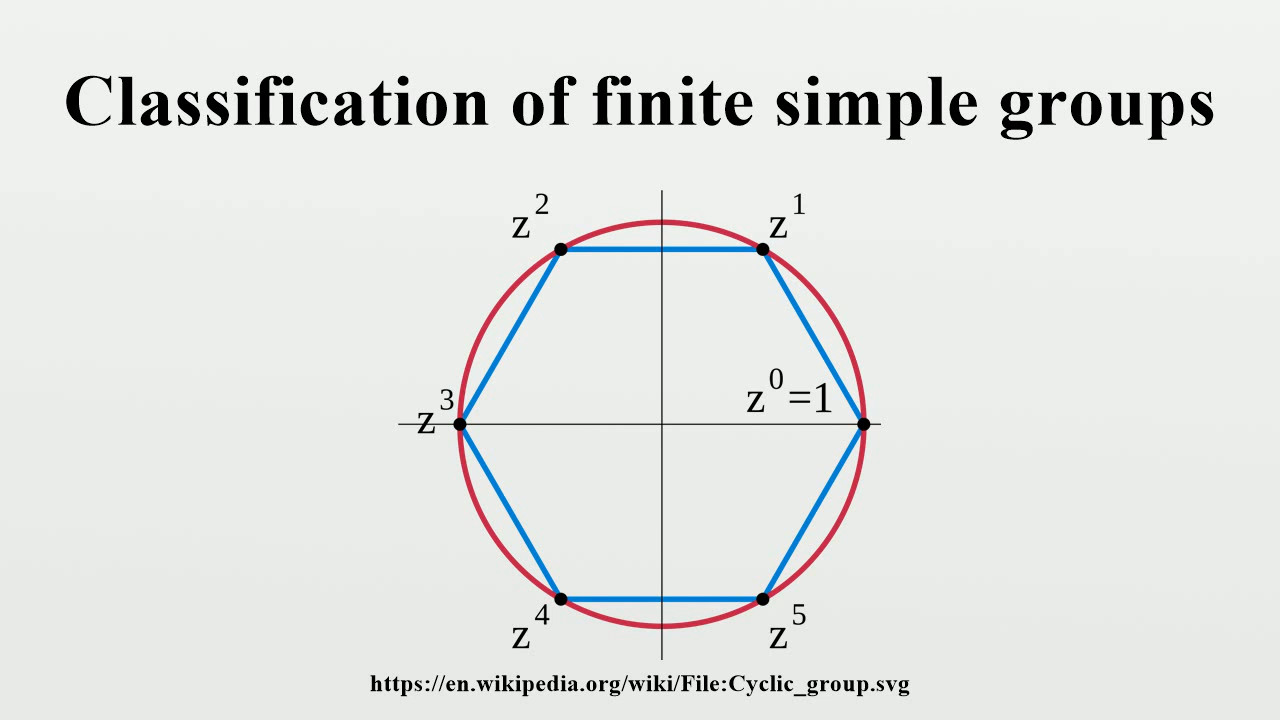 Classification of finite simple groups
z² z¹
z³ z⁰=1
z⁴ z⁵
https://en.wikipedia.org/wiki/File:Cyclic_group.svg